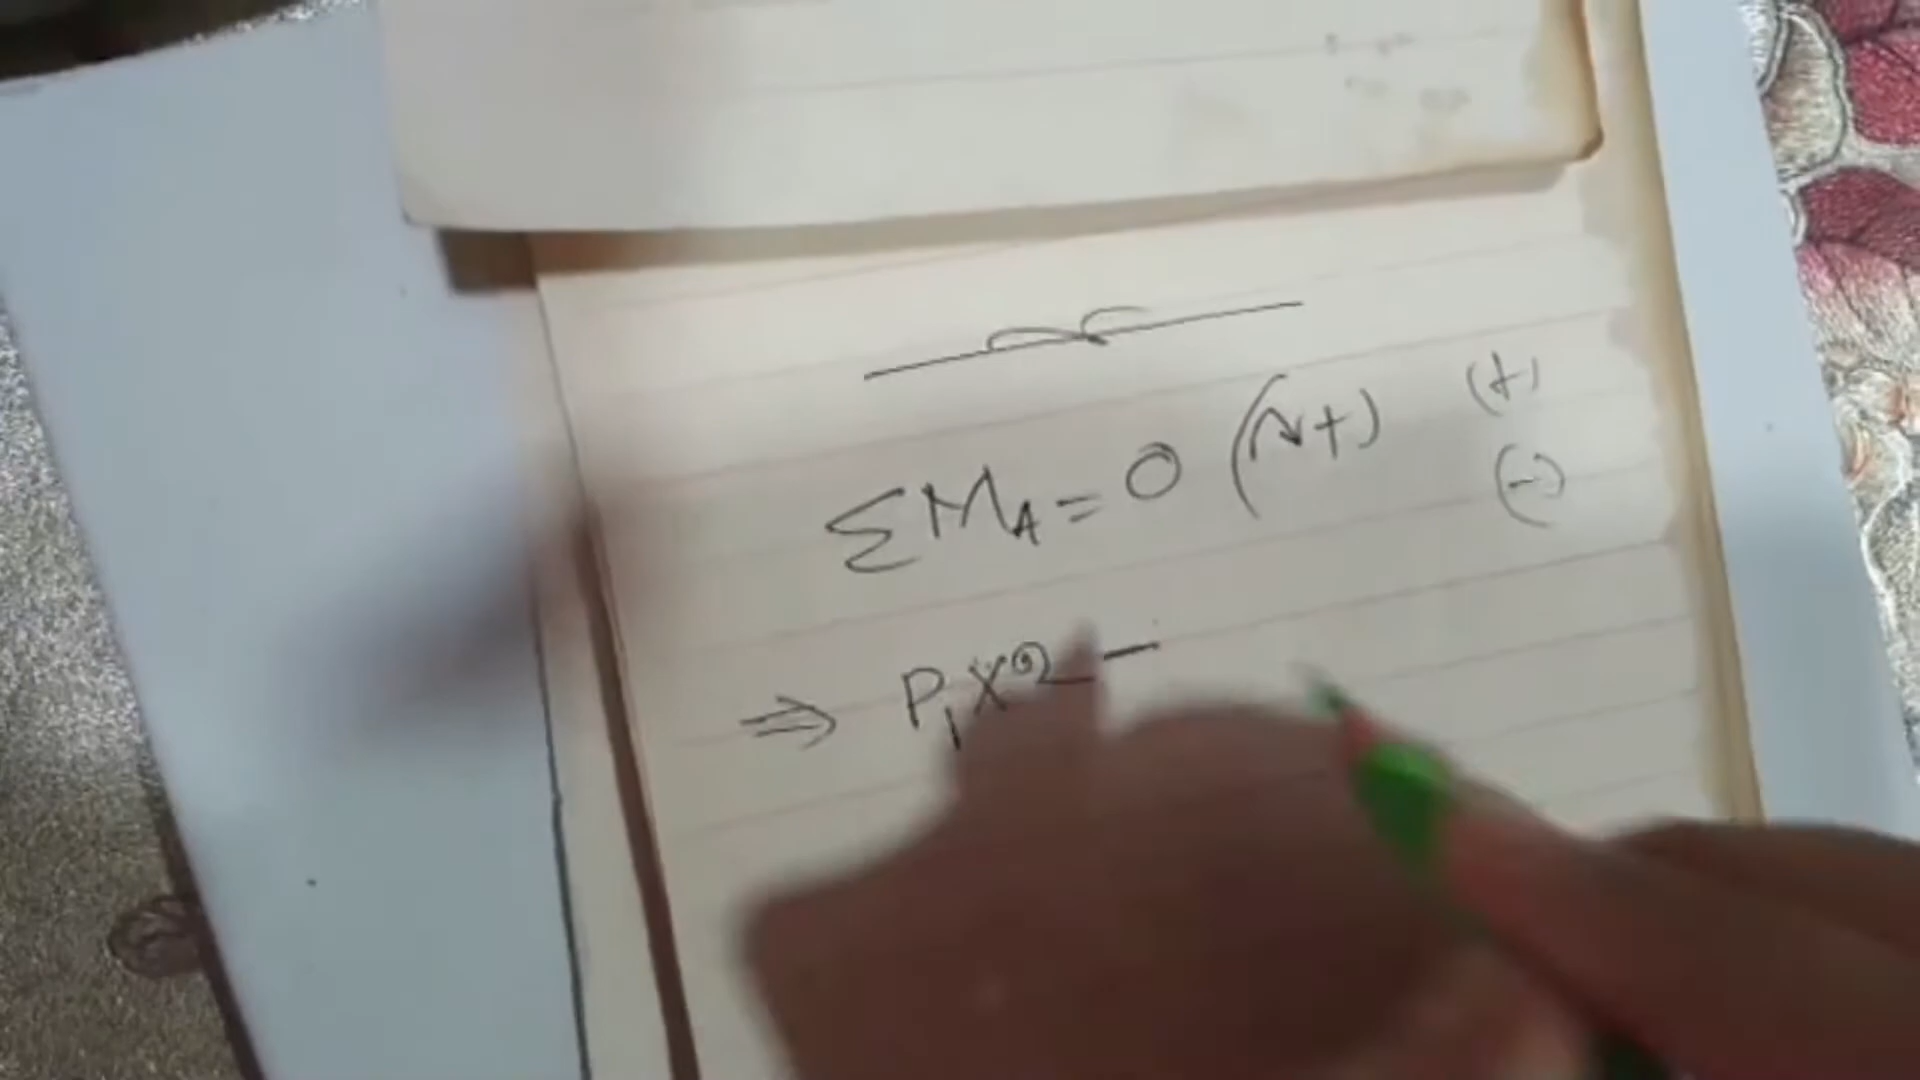 ΣM_A = 0 (↷+) (+)
(-)
⇒ P₁ × 2 -